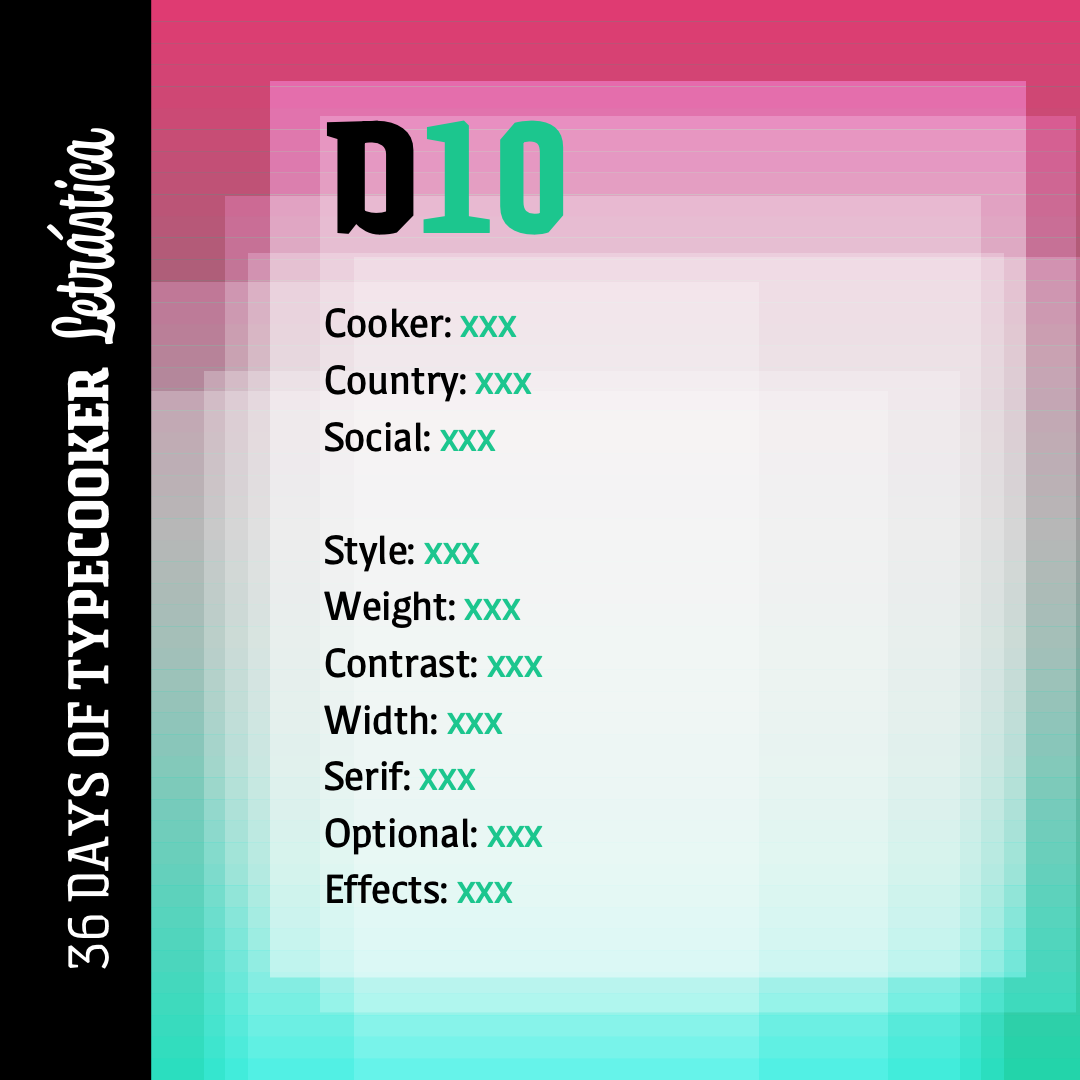 36 DAYS OF TYPECOOKER Letrástica
D10
Cooker: xxx
Country: xxx
Social: xxx
Style: xxx
Weight: xxx
Contrast: xxx
Width: xxx
Serif: xxx
Optional: xxx
Effects: xxx